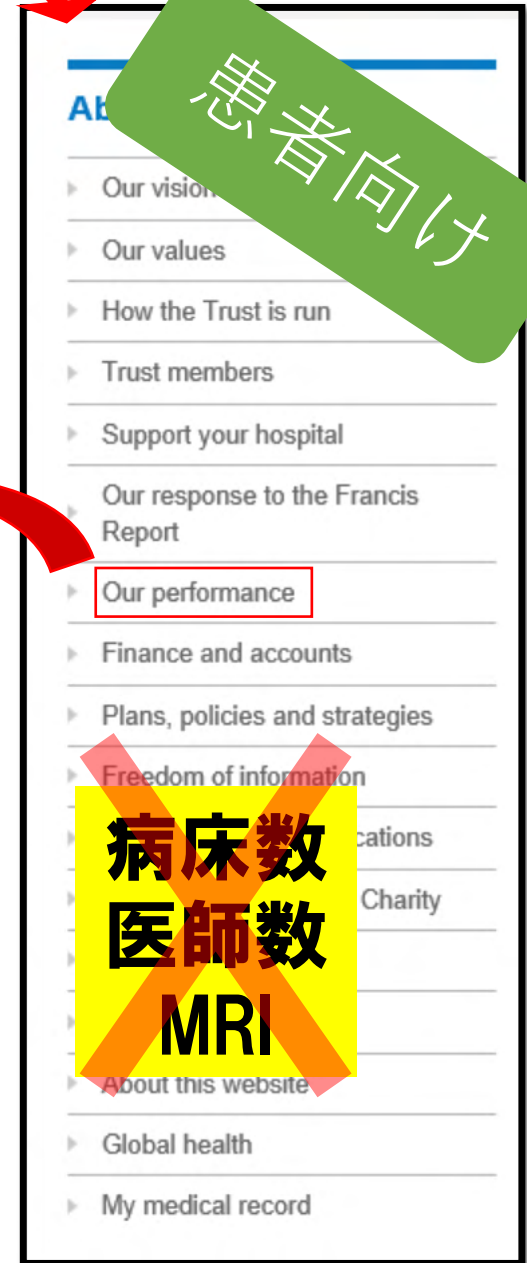 Ab
患者向け
Our vision
Our values
How the Trust is run
Trust members
Support your hospital
Our response to the Francis
Report
Our performance
Finance and accounts
Plans, policies and strategies
Freedom of information
病床数
医師数
MRI
cations
Charity
About this website
Global health
My medical record